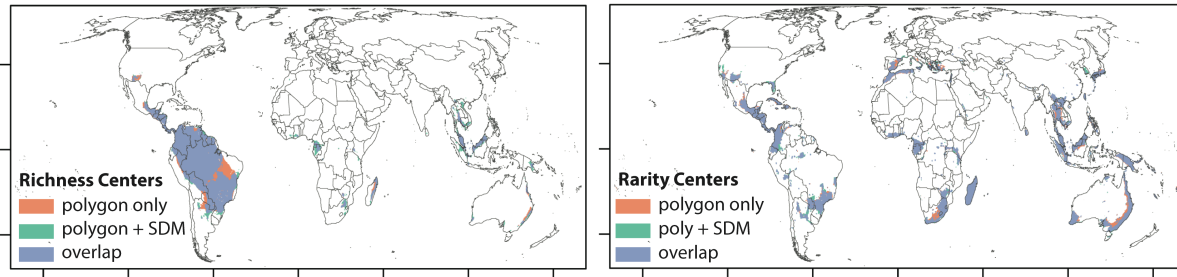 Richness Centers
polygon only
polygon + SDM
overlap
Rarity Centers
polygon only
poly + SDM
overlap